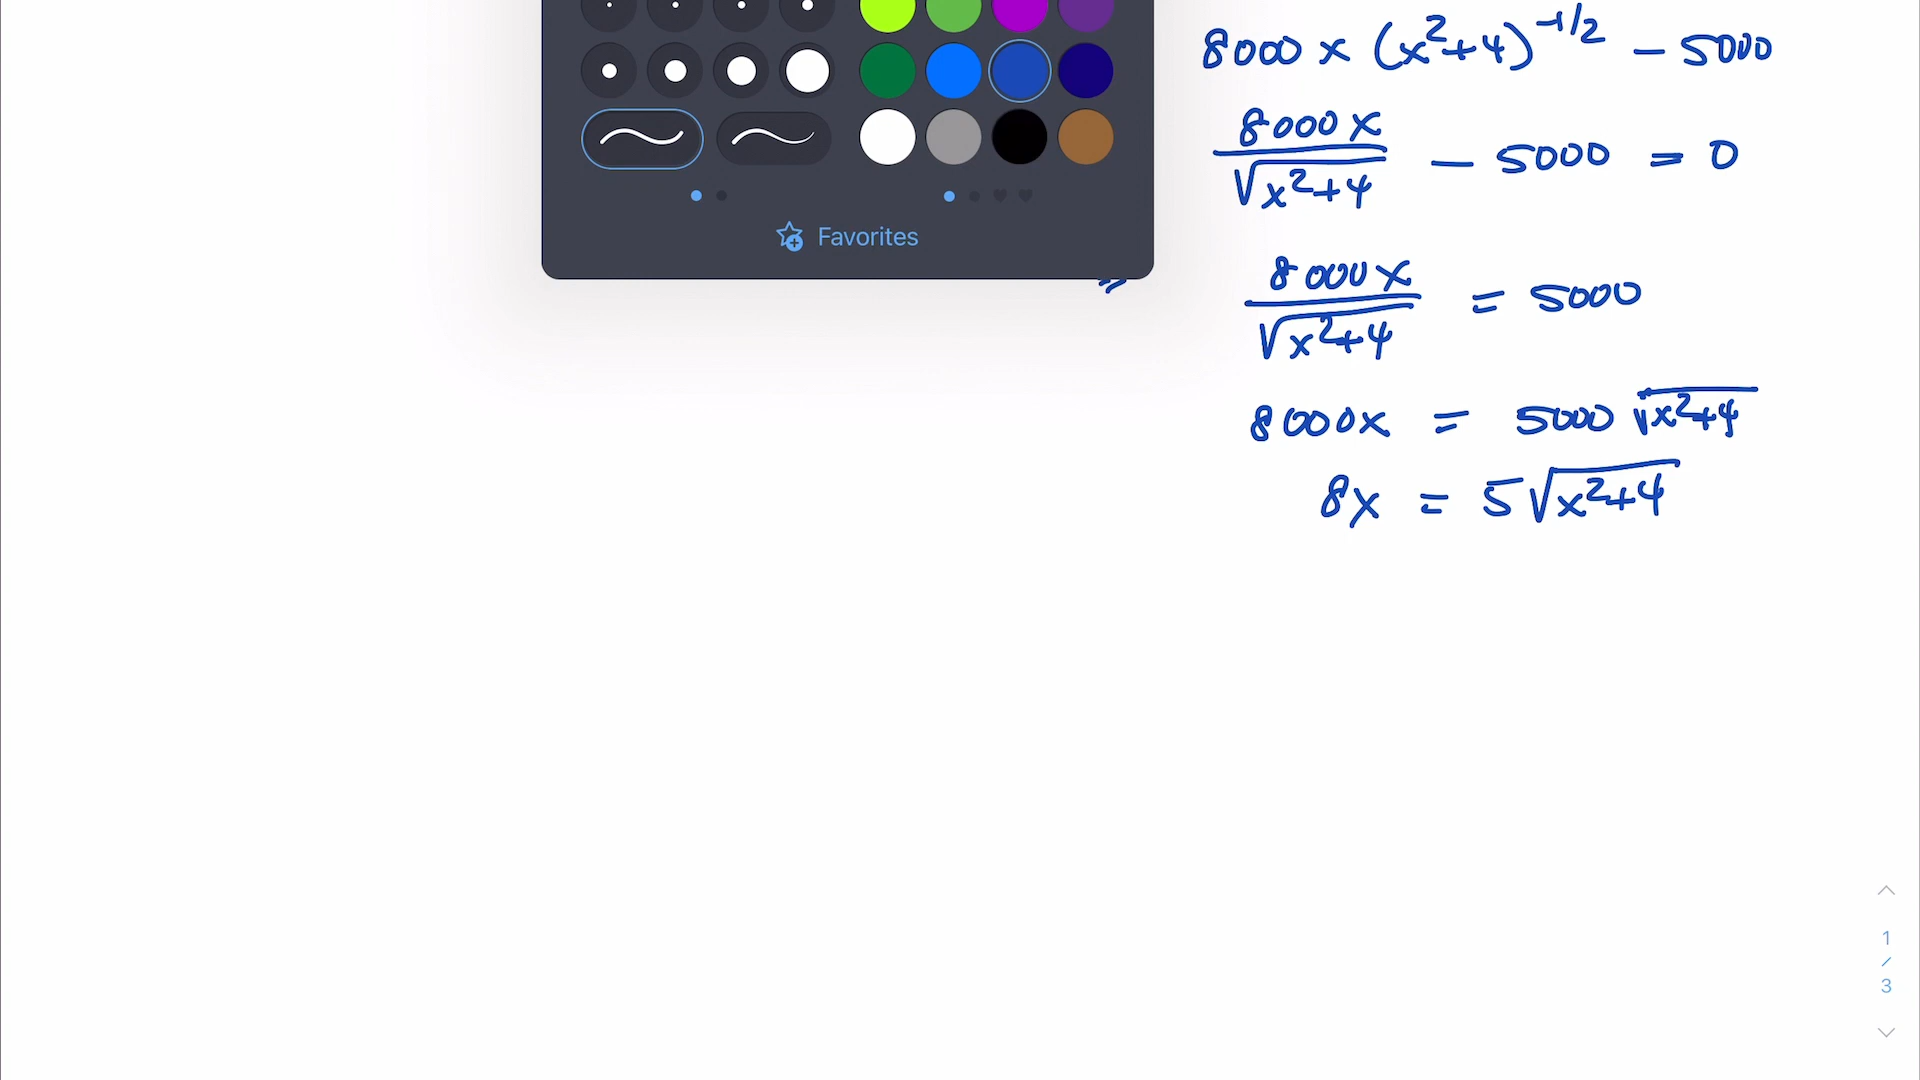 8000x(x²+4)^-1/2 - 5000
8000x/√(x²+4) - 5000 = 0
8000x/√(x²+4) = 5000
8000x = 5000√(x²+4)
8x = 5√(x²+4)
Favorites
1
/
3